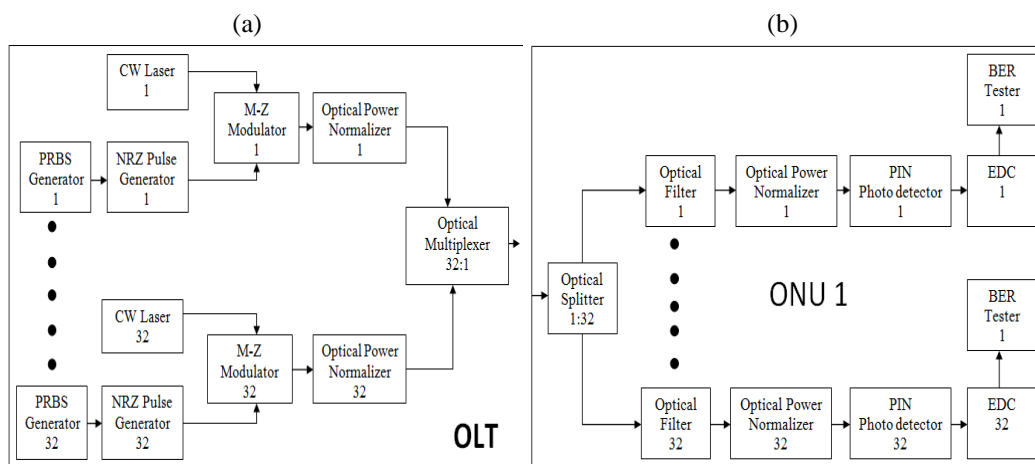 (a)
CW Laser
1
M-Z
Modulator
1
Optical Power
Normalizer
1
PRBS
Generator
1
NRZ Pulse
Generator
1
Optical
Multiplexer
32:1
CW Laser
32
M-Z
Modulator
32
Optical Power
Normalizer
32
PRBS
Generator
32
NRZ Pulse
Generator
32
OLT
(b)
BER
Tester
1
Optical
Filter
1
Optical Power
Normalizer
1
PIN
Photo detector
1
EDC
1
Optical
Splitter
1:32
ONU 1
BER
Tester
1
Optical
Filter
32
Optical Power
Normalizer
32
PIN
Photo detector
32
EDC
32